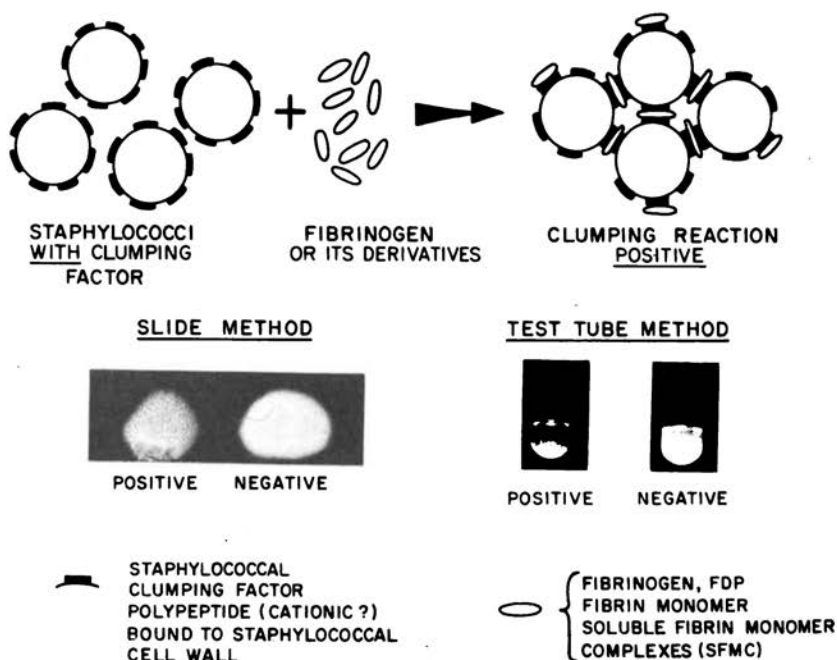 +
STAPHYLOCOCCI
WITH CLUMPING
FACTOR
FIBRINOGEN
OR ITS DERIVATIVES
CLUMPING REACTION
POSITIVE
SLIDE METHOD
POSITIVE NEGATIVE
TEST TUBE METHOD
POSITIVE NEGATIVE
STAPHYLOCOCCAL
CLUMPING FACTOR
POLYPEPTIDE (CATIONIC ?)
BOUND TO STAPHYLOCOCCAL
CELL WALL
FIBRINOGEN, FDP
FIBRIN MONOMER
SOLUBLE FIBRIN MONOMER
COMPLEXES (SFMC)